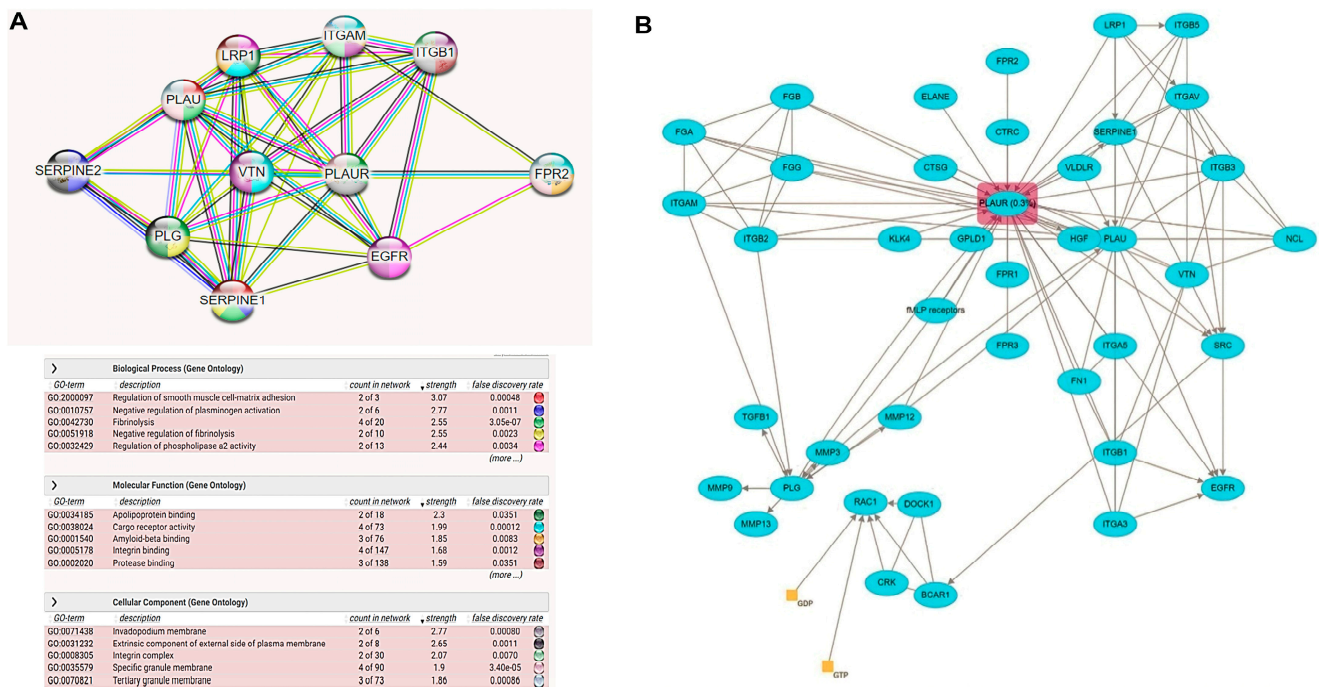 A
ITGAM
LRP1
ITGB1
PLAU
SERPINE2
VTN
PLAUR
FPR2
PLG
EGFR
SERPINE1
Biological Process (Gene Ontology)
GO-term description count in network strength false discovery rate
GO:2000097 Regulation of smooth muscle cell-matrix adhesion 2 of 3 3.07 0.00048
GO:0010757 Negative regulation of plasminogen activation 2 of 6 2.77 0.0011
GO:0042730 Fibrinolysis 4 of 20 2.55 3.05e-07
GO:0051918 Negative regulation of fibrinolysis 2 of 10 2.55 0.0023
GO:0032429 Regulation of phospholipase a2 activity 2 of 13 2.44 0.0034
(more ...)
Molecular Function (Gene Ontology)
GO-term description count in network strength false discovery rate
GO:0034185 Apolipoprotein binding 2 of 18 2.3 0.0351
GO:0038024 Cargo receptor activity 4 of 73 1.99 0.00012
GO:0001540 Amyloid-beta binding 3 of 76 1.85 0.0083
GO:0005178 Integrin binding 4 of 147 1.68 0.0012
GO:0002020 Protease binding 3 of 138 1.59 0.0351
(more ...)
Cellular Component (Gene Ontology)
GO-term description count in network strength false discovery rate
GO:0071438 Invadopodium membrane 2 of 6 2.77 0.00080
GO:0031232 Extrinsic component of external side of plasma membrane 2 of 8 2.65 0.0011
GO:0008305 Integrin complex 2 of 30 2.07 0.0070
GO:0035579 Specific granule membrane 4 of 90 1.9 3.40e-05
GO:0070821 Tertiary granule membrane 3 of 73 1.86 0.00086
B
LRP1
ITGB5
FPR2
FGB
ELANE
ITGAV
FGA
CTRC
SERPINE1
FGG
CTSG
VLDLR
ITGB3
ITGAM
PLAUR (0.3%)
ITGB2
KLK4
GPLD1
HGF
PLAU
NCL
FPR1
VTN
fMLP receptors
FPR3
ITGA5
SRC
FN1
TGFB1
MMP12
MMP3
ITGB1
MMP9
PLG
EGFR
RAC1
DOCK1
MMP13
ITGA3
CRK
BCAR1
GDP
GTP